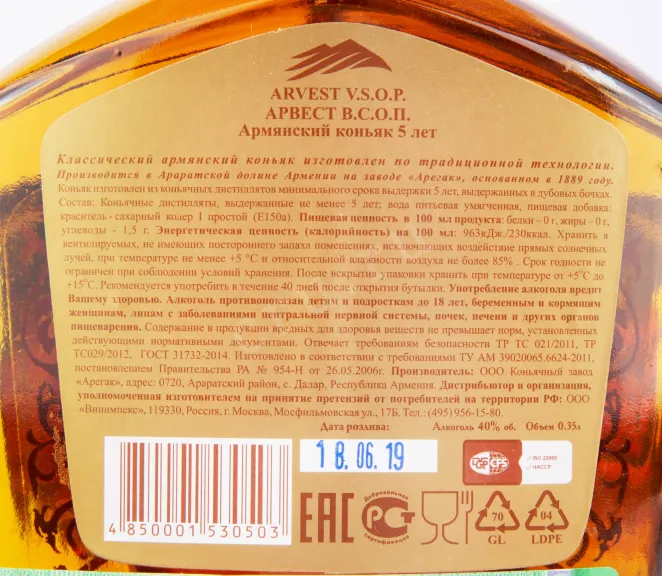 ARVEST V.S.O.P.
АРВЕСТ В.С.О.П.
Армянский коньяк 5 лет
Классический армянский коньяк изготовлен по традиционной технологии.
Производится в Араратской долине Армении на заводе «Арегак», основанном в 1889 году.
Коньяк изготовлен из коньячных дистиллятов минимального срока выдержки 5 лет, выдержанных в дубовых бочках.
Состав: Коньячные дистилляты, выдержанные не менее 5 лет; вода питьевая умягченная, пищевая добавка:
краситель - сахарный колер I простой (Е150а). Пищевая ценность в 100 мл продукта: белки – 0 г, жиры – 0 г,
углеводы - 1,5 г. Энергетическая ценность (калорийность) на 100 мл: 963кДж./230ккал. Хранить в
вентилируемых, не имеющих постороннего запаха помещениях, исключающих воздействие прямых солнечных
лучей, при температуре не менее +5 °С и относительной влажности воздуха не более 85% . Срок годности не
ограничен при соблюдении условий хранения. После вскрытия упаковки хранить при температуре от +5°С до
+15°С. Рекомендуется употребить в течение 40 дней после открытия бутылки. Употребление алкоголя вредит
Вашему здоровью. Алкоголь противопоказан детям и подросткам до 18 лет, беременным и кормящим
женщинам, лицам с заболеваниями центральной нервной системы, почек, печени и других органов
пищеварения. Содержание в продукции вредных для здоровья веществ не превышает норм, установленных
действующими нормативными документами. Отвечает требованиям безопасности ТР ТС 021/2011, ТР
ТС029/2012, ГОСТ 31732-2014. Изготовлено в соответствии с требованиями ТУ АМ 39020065.6624-2011,
постановлением Правительства РА № 954-Н от 26.05.2006г. Производитель: ООО Коньячный завод
«Арегак», адрес: 0720, Араратский район, с. Далар, Республика Армения. Дистрибьютор и организация,
уполномоченная изготовителем на принятие претензий от потребителей на территории РФ: ООО
«Винимпекс», 119330, Россия, г. Москва, Мосфильмовская ул., 17Б. Тел.: (495) 956-15-80.
Дата розлива: Алкоголь 40% об. Объем 0.35л
18.06.19
ISO 22000
HACCP
4 850001 530503
ЕАС
Добровольная
Сертификация
70
GL
04
LDPE